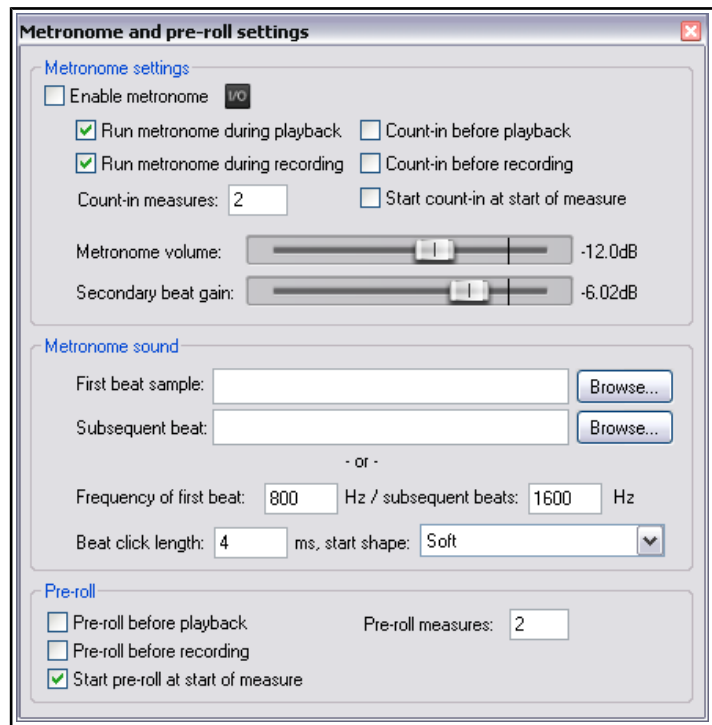 Metronome and pre-roll settings
Metronome settings
Enable metronome I/O
Run metronome during playback Count-in before playback
Run metronome during recording Count-in before recording
Count-in measures: 2 Start count-in at start of measure
Metronome volume: -12.0dB
Secondary beat gain: -6.02dB
Metronome sound
First beat sample: Browse...
Subsequent beat: Browse...
- or -
Frequency of first beat: 800 Hz / subsequent beats: 1600 Hz
Beat click length: 4 ms, start shape: Soft
Pre-roll
Pre-roll before playback Pre-roll measures: 2
Pre-roll before recording
Start pre-roll at start of measure